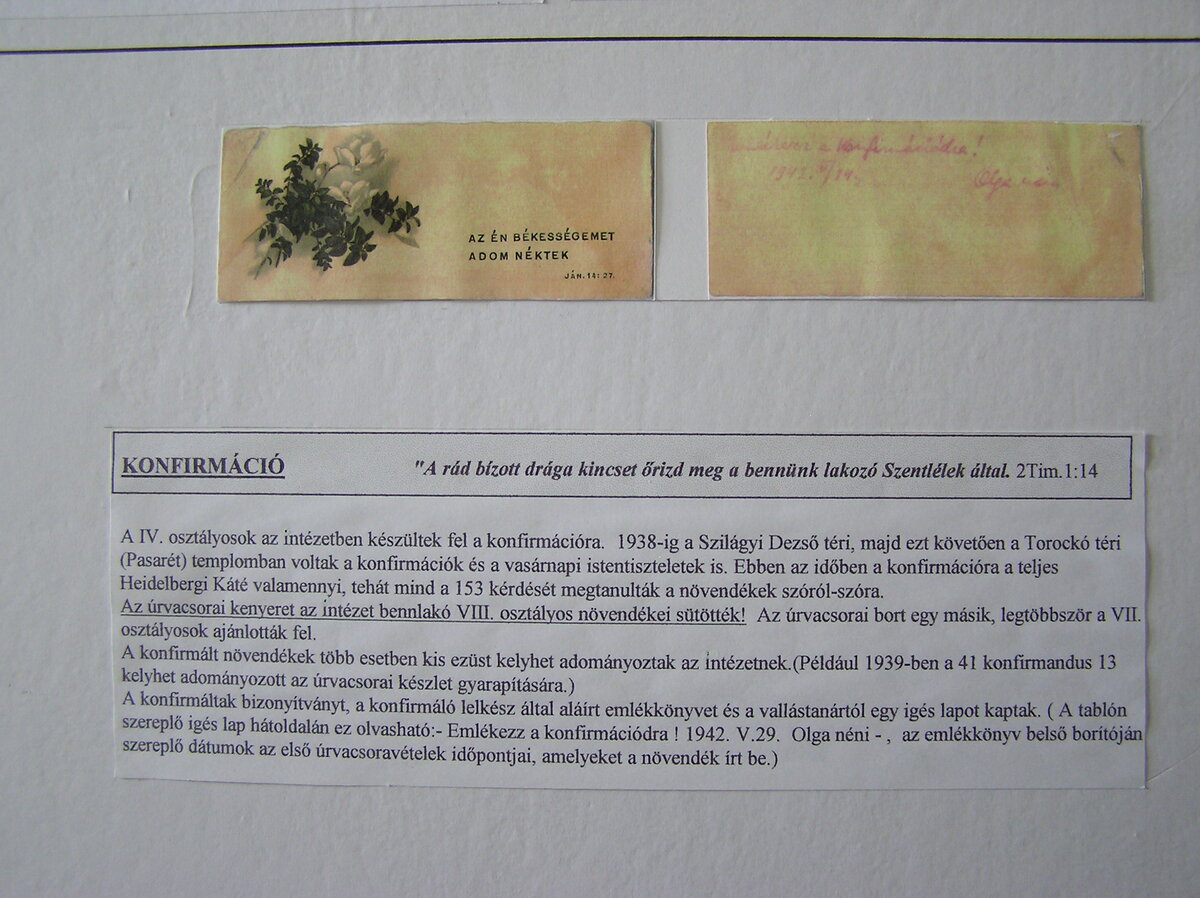 AZ ÉN BÉKESSÉGEMET
ADOM NÉKTEK
JÁN. 14: 27.
a Konfirmációdra!
1942.
Olga néni
KONFIRMÁCIÓ "A rád bízott drága kincset őrizd meg a bennünk lakozó Szentlélek által. 2Tim.1:14
A IV. osztályosok az intézetben készültek fel a konfirmációra. 1938-ig a Szilágyi Dezső téri, majd ezt követően a Torockó téri
(Pasarét) templomban voltak a konfirmációk és a vasárnapi istentiszteletek is. Ebben az időben a konfirmációra a teljes
Heidelbergi Káté valamennyi, tehát mind a 153 kérdését megtanulták a növendékek szóról-szóra.
Az úrvacsorai kenyeret az intézet bennlakó VIII. osztályos növendékei sütötték! Az úrvacsorai bort egy másik, legtöbbször a VII.
osztályosok ajánlották fel.
A konfirmált növendékek több esetben kis ezüst kelyhet adományoztak az intézetnek.(Például 1939-ben a 41 konfirmandus 13
kelyhet adományozott az úrvacsorai készlet gyarapítására.)
A konfirmáltak bizonyítványt, a konfirmáló lelkész által aláírt emlékkönyvet és a vallástanártól egy igés lapot kaptak. ( A tablón
szereplő igés lap hátoldalán ez olvasható:- Emlékezz a konfirmációdra ! 1942. V.29. Olga néni - , az emlékkönyv belső borítóján
szereplő dátumok az első úrvacsoravételek időpontjai, amelyeket a növendék írt be.)